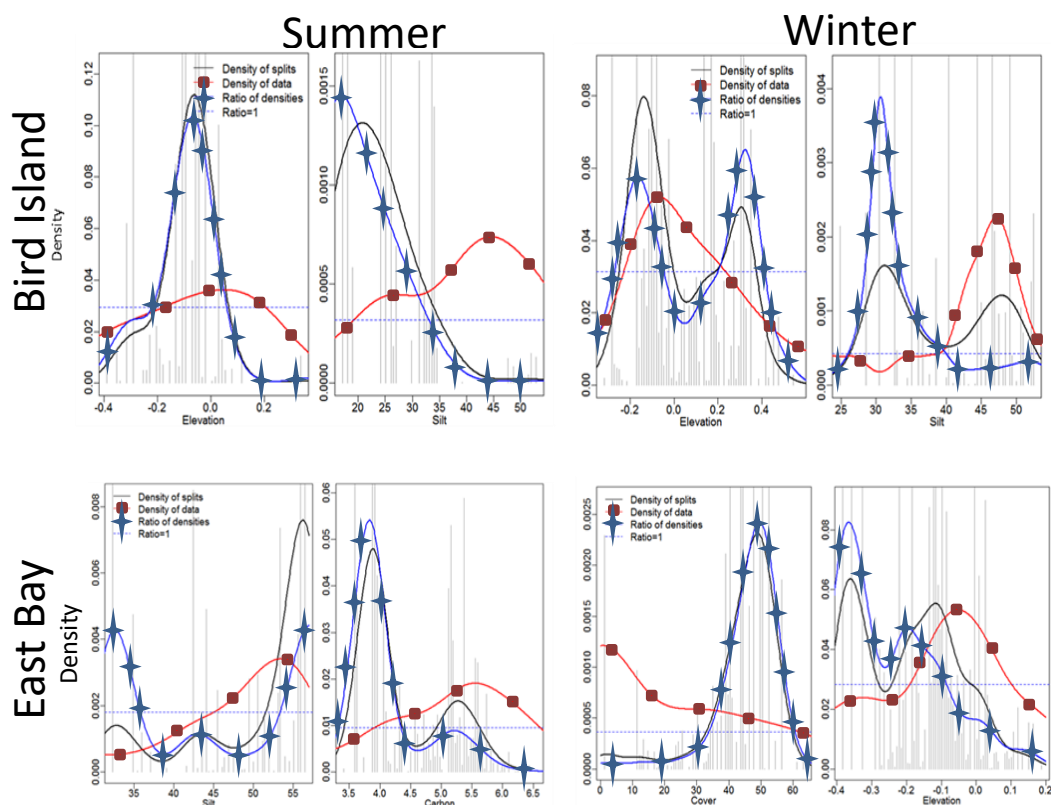 Summer
Winter
Bird Island
Density
0.00 0.02 0.04 0.06 0.08 0.10 0.12
Density of splits
Density of data
Ratio of densities
Ratio=1
-0.4 -0.2 0.0 0.2
Elevation
0.0000 0.0005 0.0010 0.0015
20 25 30 35 40 45 50
Silt
0.00 0.02 0.04 0.06 0.08
Density of splits
Density of data
Ratio of densities
Ratio=1
-0.2 0.0 0.2 0.4
Elevation
0.000 0.001 0.002 0.003 0.004
25 30 35 40 45 50
Silt
East Bay
Density
0.000 0.002 0.004 0.006 0.008
Density of splits
Density of data
Ratio of densities
Ratio=1
35 40 45 50 55
Silt
0.00 0.01 0.02 0.03 0.04 0.05 0.06
3.5 4.0 4.5 5.0 5.5 6.0 6.5
Carbon
0.0000 0.0005 0.0010 0.0015 0.0020 0.0025
Density of splits
Density of data
Ratio of densities
Ratio=1
0 10 20 30 40 50 60
Cover
0.00 0.02 0.04 0.06 0.08
-0.4 -0.3 -0.2 -0.1 0.0 0.1 0.2
Elevation